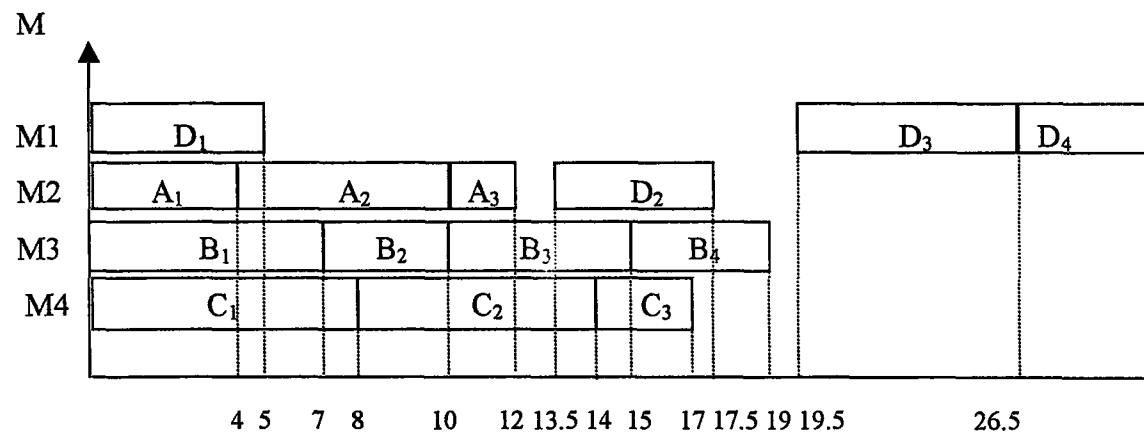 M
M1 D₁ D₃ D₄
M2 A₁ A₂ A₃ D₂
M3 B₁ B₂ B₃ B₄
M4 C₁ C₂ C₃
4 5 7 8 10 12 13.5 14 15 17 17.5 19 19.5 26.5